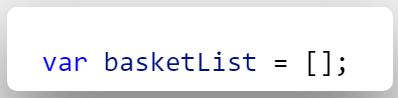 var basketList = [];